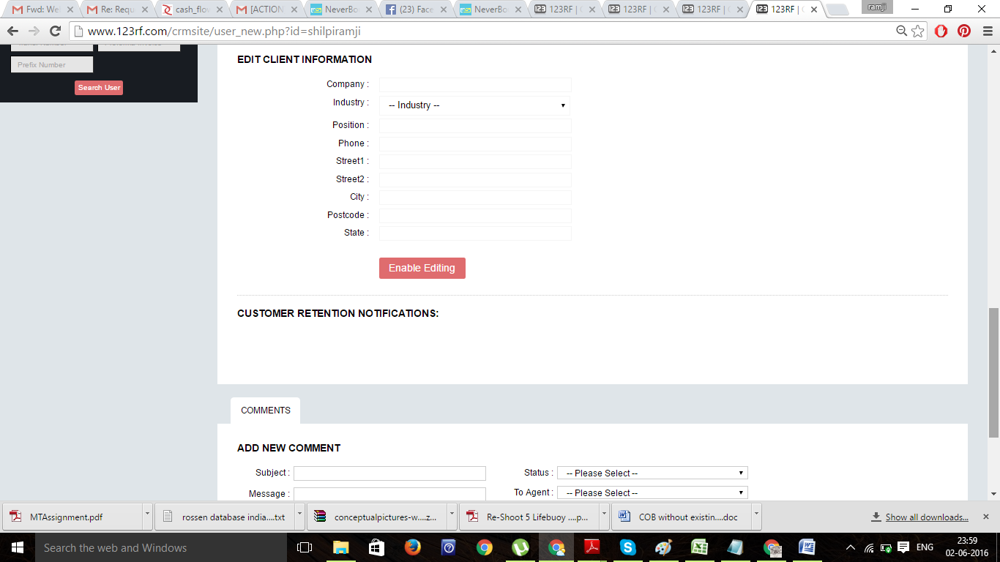 Fwd: We
Re: Requ
cash_flow
[ACTION
NeverBo
(23) Face
NeverBo
123RF | C
123RF | C
123RF | C
123RF | C
ramji
www.123rf.com/crmsite/user_new.php?id=shilpiramji
Prefix Number
Search User
EDIT CLIENT INFORMATION
Company :
Industry : -- Industry --
Position :
Phone :
Street1 :
Street2 :
City :
Postcode :
State :
Enable Editing
CUSTOMER RETENTION NOTIFICATIONS:
COMMENTS
ADD NEW COMMENT
Subject : Status : -- Please Select --
Message : To Agent : -- Please Select --
MTAssignment.pdf
rossen database india....txt
conceptualpictures-w....z...
Re-Shoot 5 Lifebuoy ....p...
COB without existin....doc
Show all downloads...
Search the web and Windows
ENG
23:59
02-06-2016